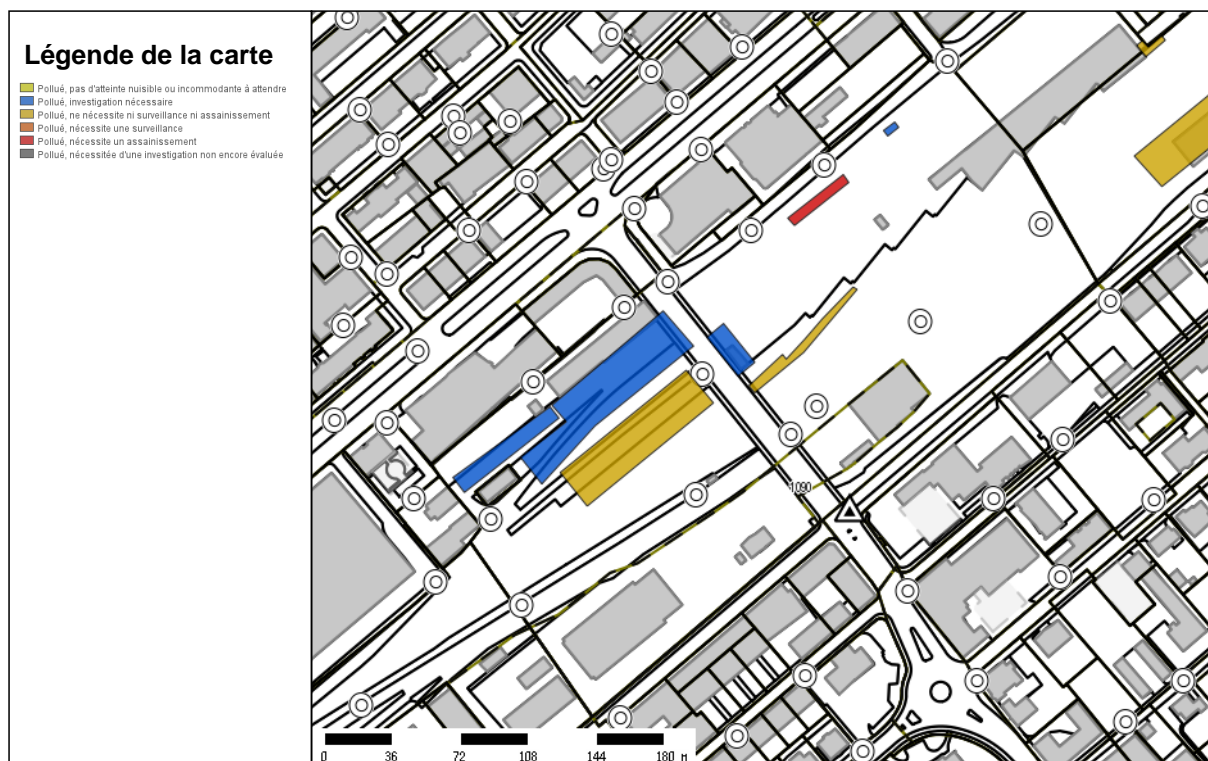 Légende de la carte
Pollué, pas d'atteinte nuisible ou incommodante à attendre
Pollué, investigation nécessaire
Pollué, ne nécessite ni surveillance ni assainissement
Pollué, nécessite une surveillance
Pollué, nécessite un assainissement
Pollué, nécessitée d'une investigation non encore évaluée
1090
0 36 72 108 144 180 M